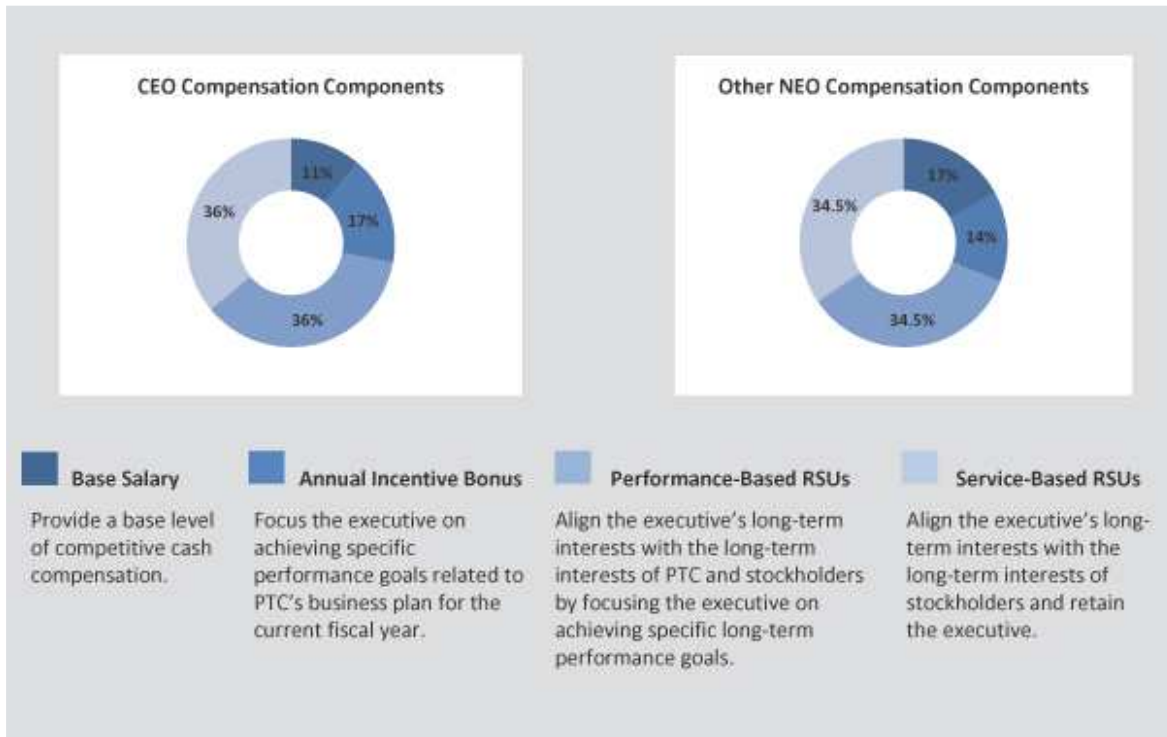 CEO Compensation Components
11%
17%
36%
36%
Other NEO Compensation Components
17%
14%
34.5%
34.5%
Base Salary
Provide a base level
of competitive cash
compensation.
Annual Incentive Bonus
Focus the executive on
achieving specific
performance goals related to
PTC's business plan for the
current fiscal year.
Performance-Based RSUs
Align the executive's long-term
interests with the long-term
interests of PTC and stockholders
by focusing the executive on
achieving specific long-term
performance goals.
Service-Based RSUs
Align the executive's long-
term interests with the
long-term interests of
stockholders and retain
the executive.